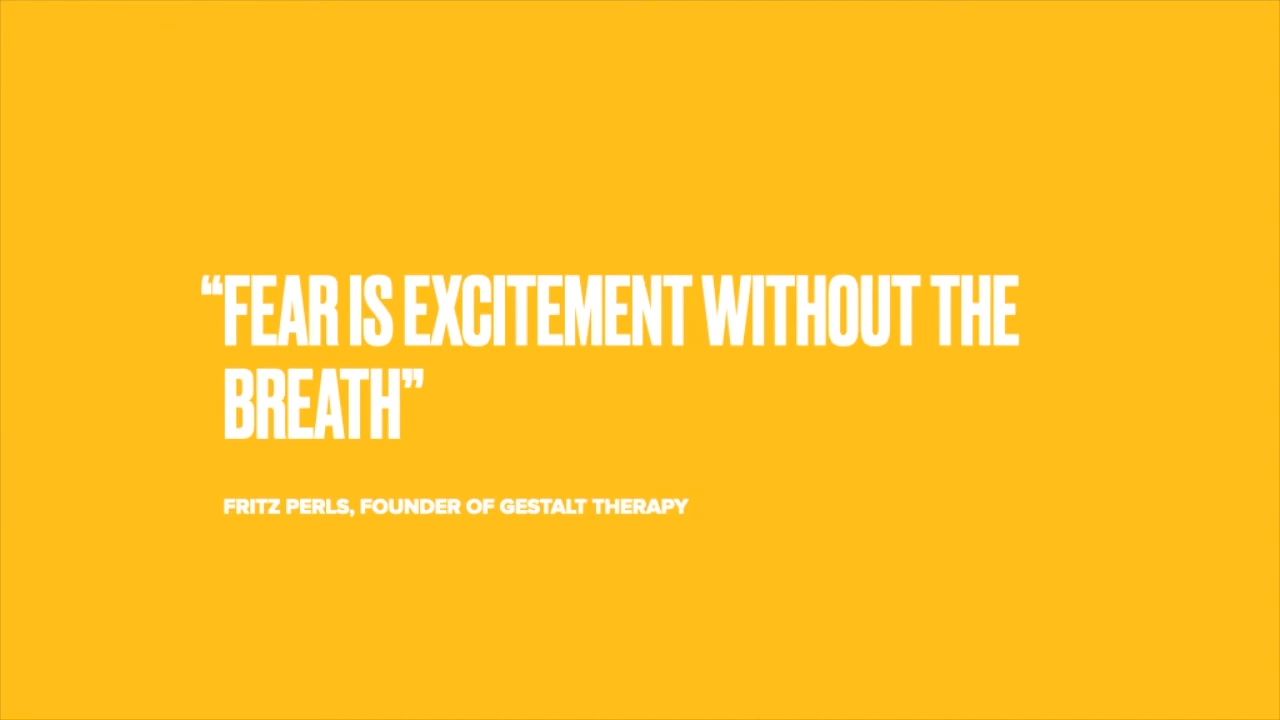 “FEAR IS EXCITEMENT WITHOUT THE
BREATH”
FRITZ PERLS, FOUNDER OF GESTALT THERAPY